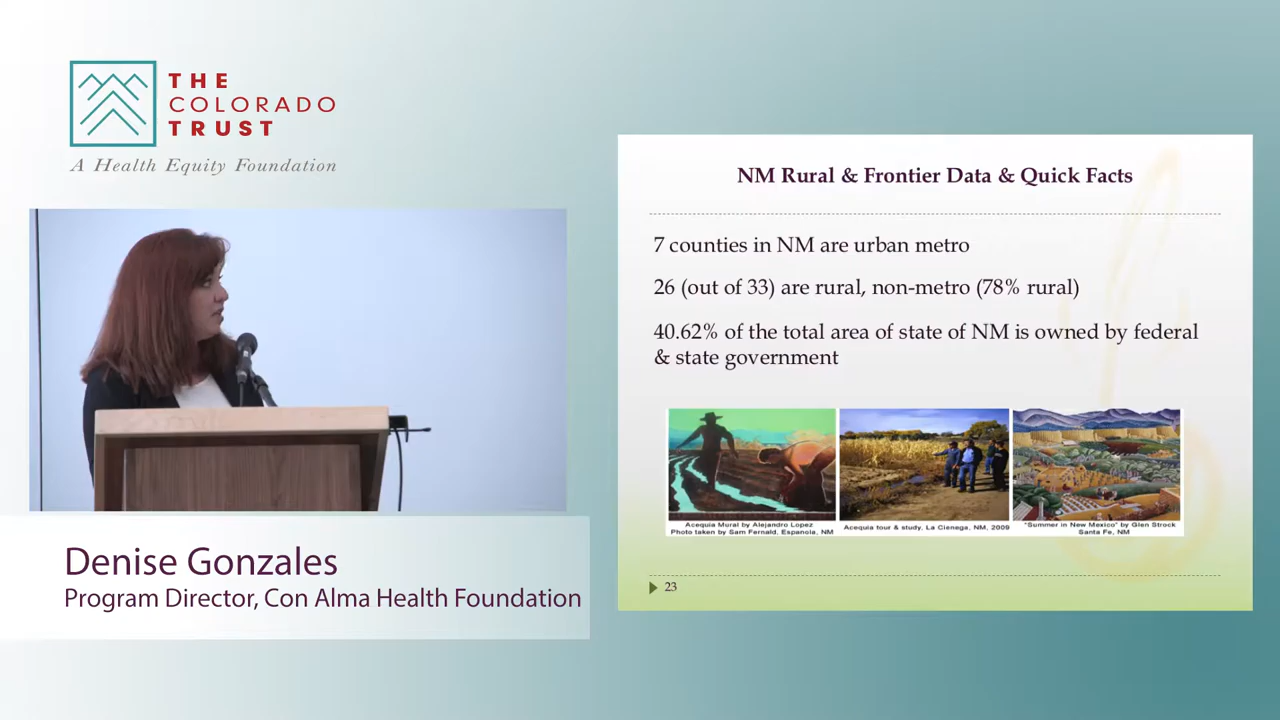 THE
COLORADO
TRUST
A Health Equity Foundation
NM Rural & Frontier Data & Quick Facts
7 counties in NM are urban metro
26 (out of 33) are rural, non-metro (78% rural)
40.62% of the total area of state of NM is owned by federal
& state government
Acequia Mural by Alejandro Lopez
Photo taken by Sam Fernald, Espanola, NM
Acequia tour & study, La Cienega, NM, 2009
"Summer in New Mexico" by Glen Strock
Santa Fe, NM
23
Denise Gonzales
Program Director, Con Alma Health Foundation